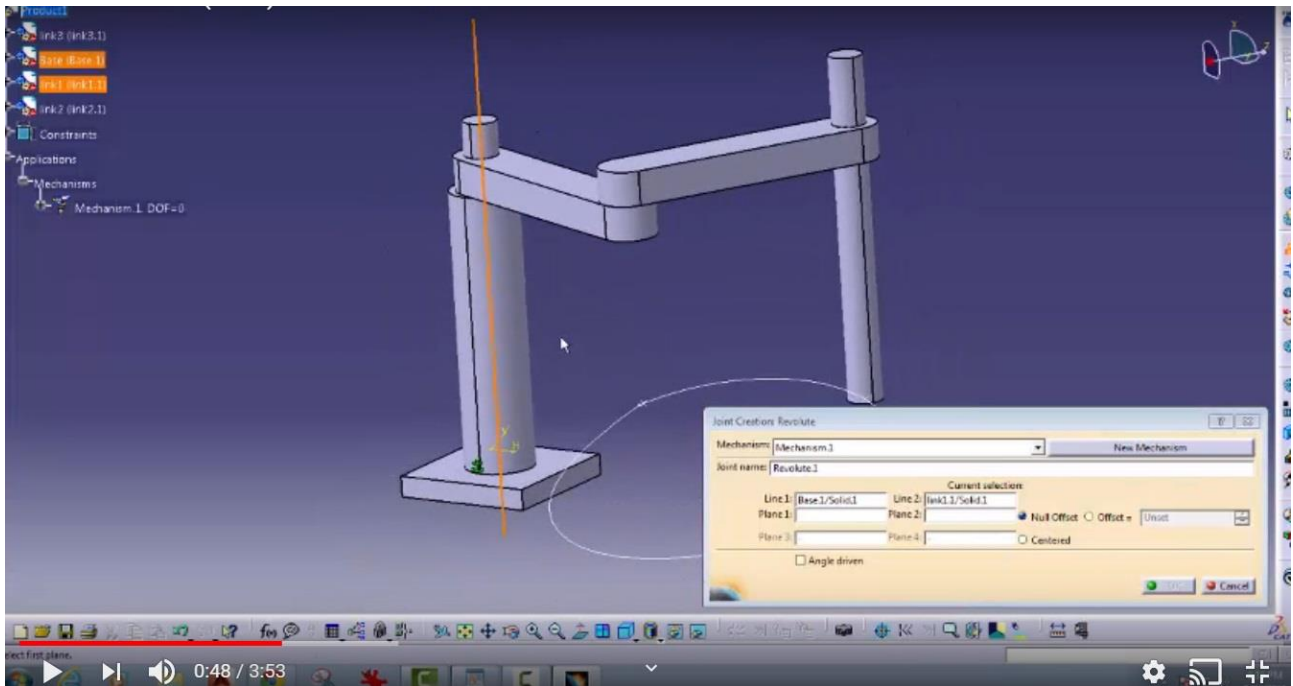 Product1
link3 (link3.1)
Base (Base.1)
link1 (link1.1)
link2 (link2.1)
Constraints
Applications
Mechanisms
Mechanism.1, DOF=0
Joint Creation: Revolute
Mechanism: Mechanism.1 New Mechanism
Joint name: Revolute.1
Current selection:
Line 1: Base.1/Solid.1 Line 2: link1.1/Solid.1
Plane 1: Plane 2: Null Offset Offset = Unset
Plane 3: - Plane 4: - Centered
Angle driven
Cancel
f(x)
elect first plane.
0:48 / 3:53